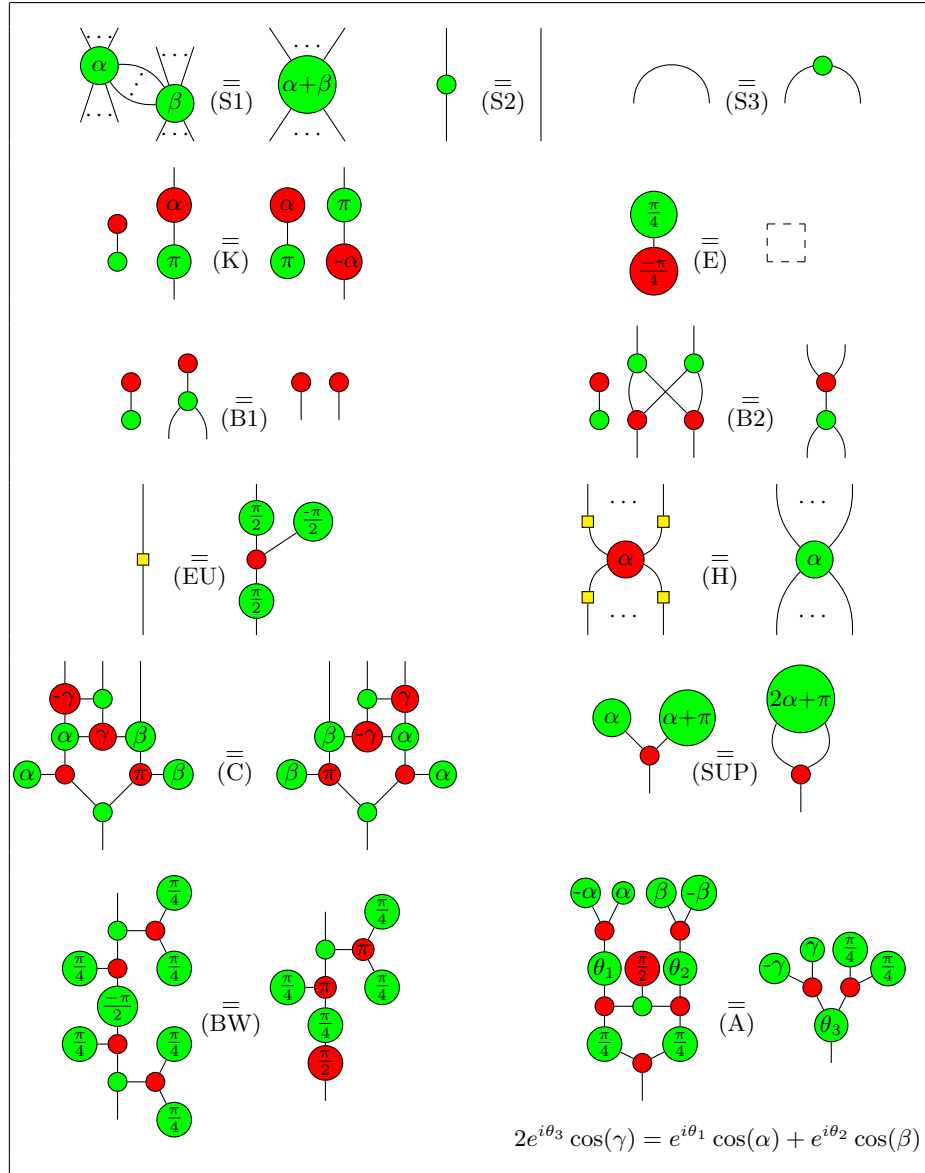 α β ⋯ ⋯ ⋯ ⋯ = (S1) α+β ⋯ ⋯
= (S2)
= (S3)
α π = (K) α π π -α
π/4 -π/4 = (E)
= (B1)
= (B2)
= (EU) π/2 -π/2 π/2
⋯ α ⋯ = (H) ⋯ α ⋯
-γ α γ β α π β = (C) γ β -γ α β π α
α α+π = (SUP) 2α+π
π/4 π/4 π/4 -π/2 π/4 π/4 π/4 = (BW) π/4 π π/4 π π/4 π/4 π/2
-α α β -β θ₁ π/2 θ₂ π/4 π/4 = (A) -γ γ π/4 π/4 θ₃
2e^{iθ₃} cos(γ) = e^{iθ₁} cos(α) + e^{iθ₂} cos(β)